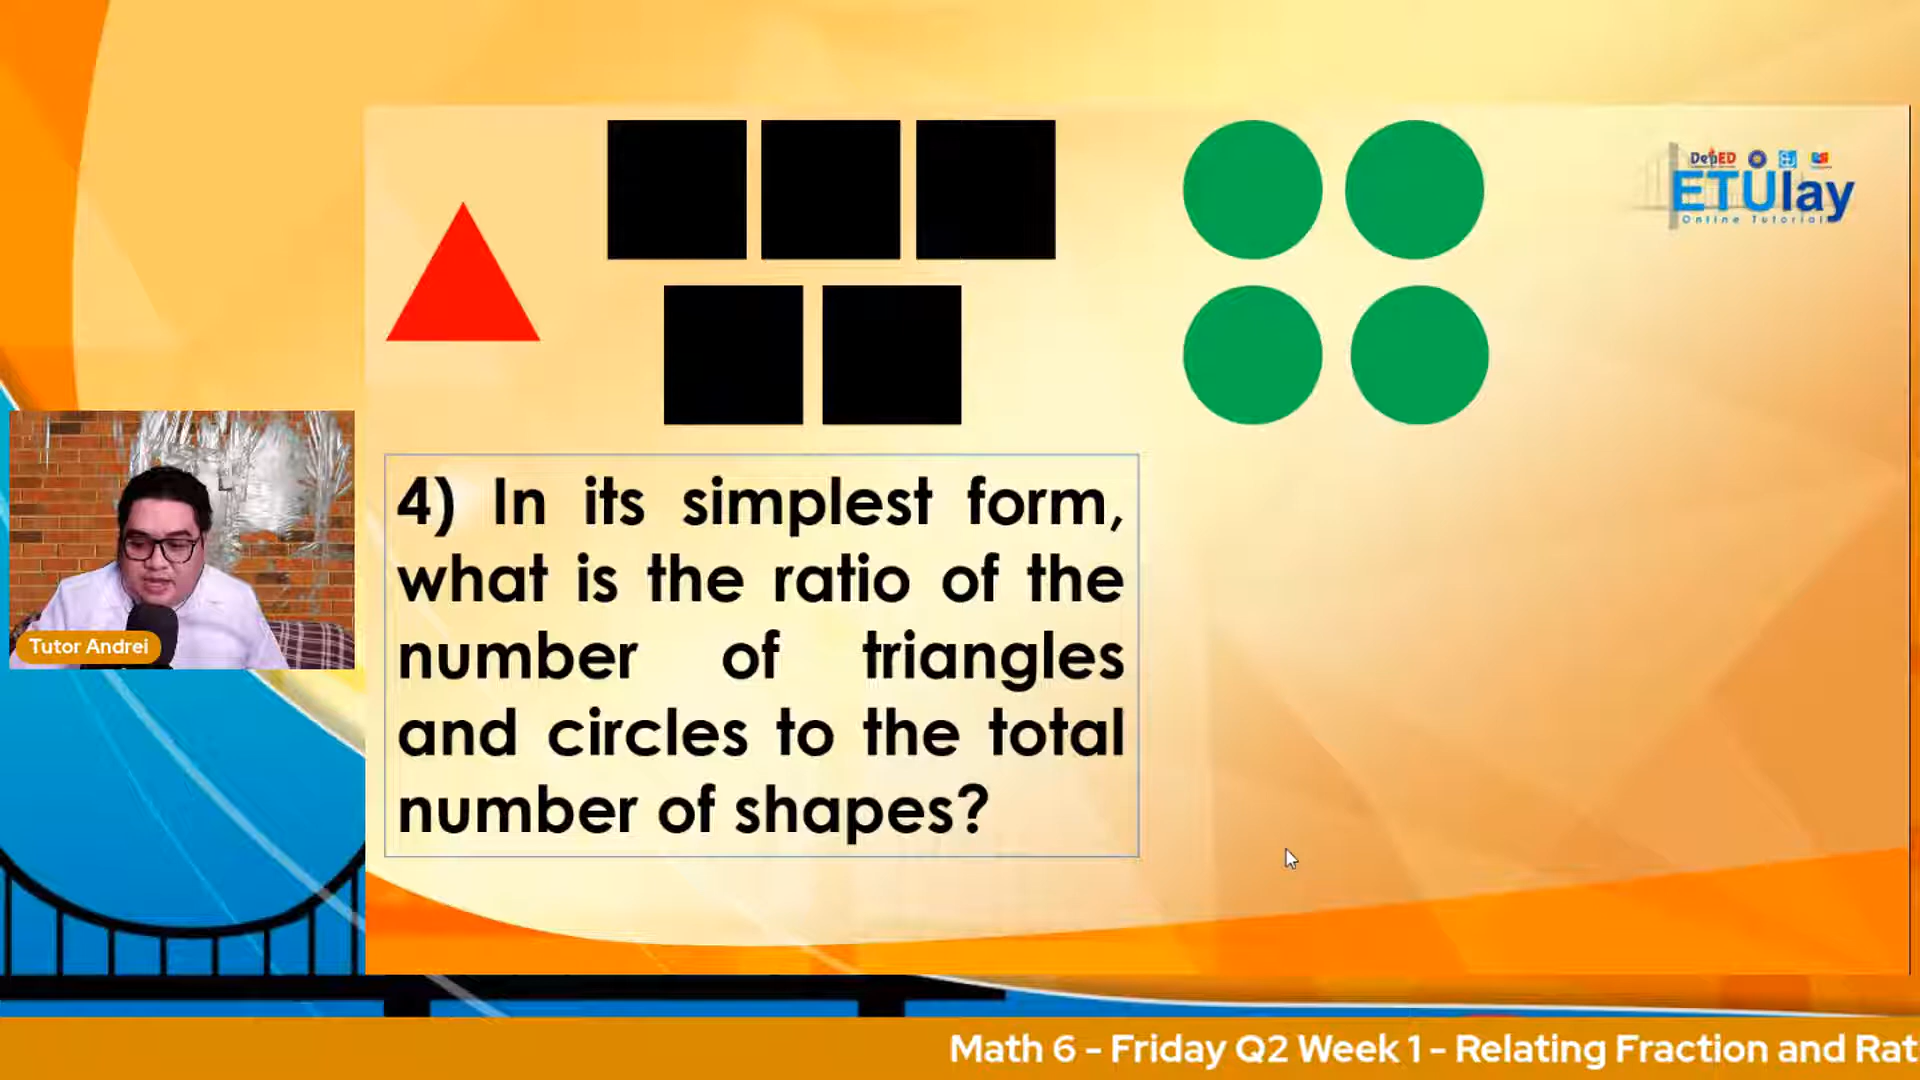 DepED
ETUlay
Online Tutorial
4) In its simplest form,
what is the ratio of the
number of triangles
and circles to the total
number of shapes?
Tutor Andrei
Math 6 - Friday Q2 Week 1 - Relating Fraction and Rat